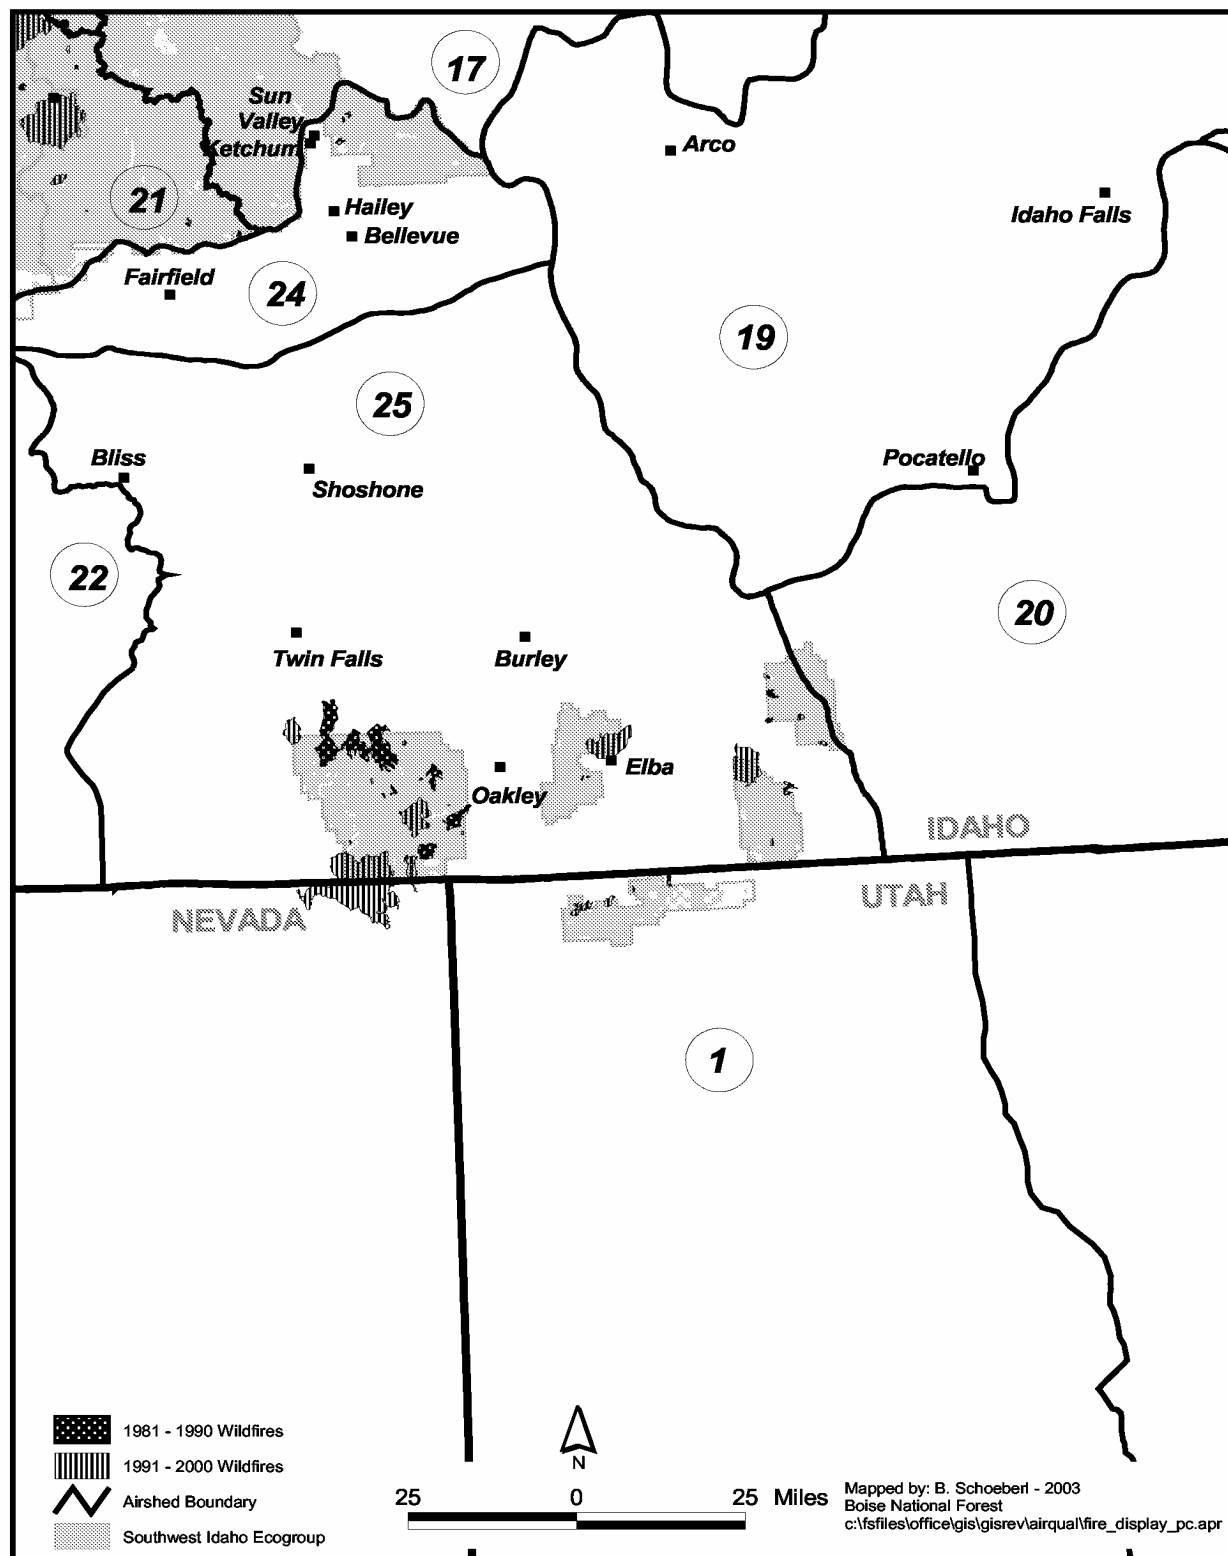 17
Sun
Valley
Ketchum
Arco
21
Hailey
Idaho Falls
Bellevue
Fairfield
24
19
25
Bliss
Pocatello
Shoshone
22
20
Twin Falls
Burley
Elba
Oakley
IDAHO
UTAH
NEVADA
1
1981 - 1990 Wildfires
1991 - 2000 Wildfires
Airshed Boundary
Southwest Idaho Ecogroup
N
25 0 25 Miles
Mapped by: B. Schoeberl - 2003
Boise National Forest
c:\fsfiles\office\gis\gisrev\airqual\fire_display_pc.apr